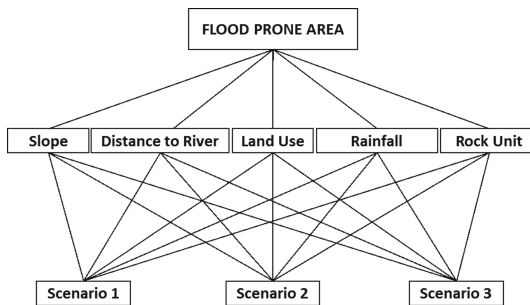 FLOOD PRONE AREA
Slope
Distance to River
Land Use
Rainfall
Rock Unit
Scenario 1
Scenario 2
Scenario 3